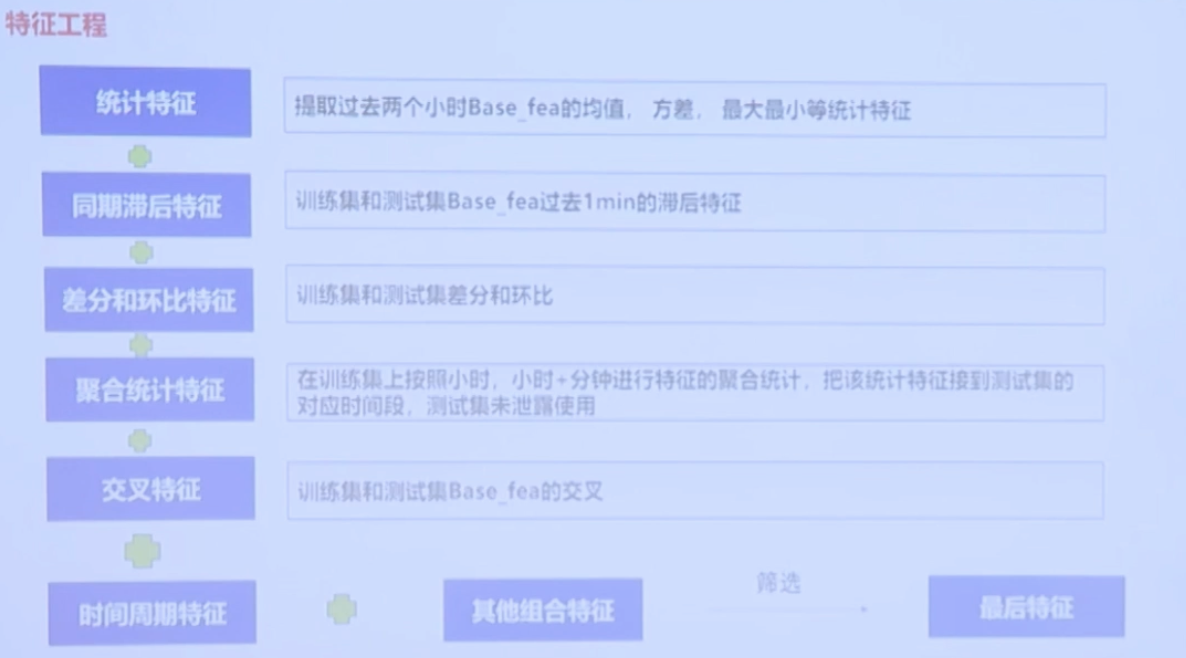 特征工程
统计特征
提取过去两个小时Base_fea的均值，方差，最大最小等统计特征
同期滞后特征
训练集和测试集Base_fea过去1min的滞后特征
差分和环比特征
训练集和测试集差分和环比
聚合统计特征
在训练集上按照小时，小时+分钟进行特征的聚合统计，把该统计特征接到测试集的
对应时间段，测试集未泄露使用
交叉特征
训练集和测试集Base_fea的交叉
时间周期特征
其他组合特征
筛选
最后特征